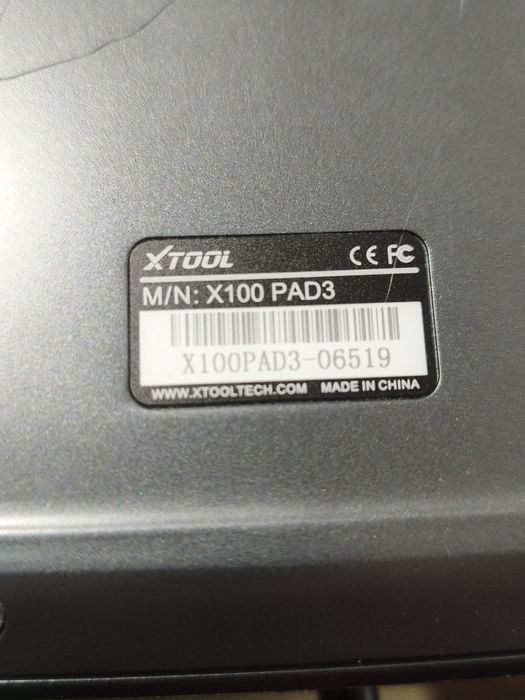 XTOOL CE FC
M/N: X100 PAD3
X100PAD3-06519
WWW.XTOOLTECH.COM MADE IN CHINA